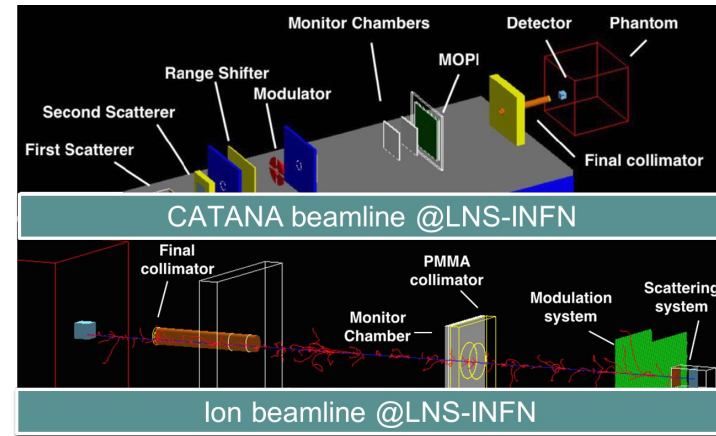 Monitor Chambers
Detector
Phantom
MOPI
Range Shifter
Modulator
Second Scatterer
First Scatterer
Final collimator
CATANA beamline @LNS-INFN
Final
collimator
PMMA
collimator
Monitor
Chamber
Modulation
system
Scattering
system
Ion beamline @LNS-INFN